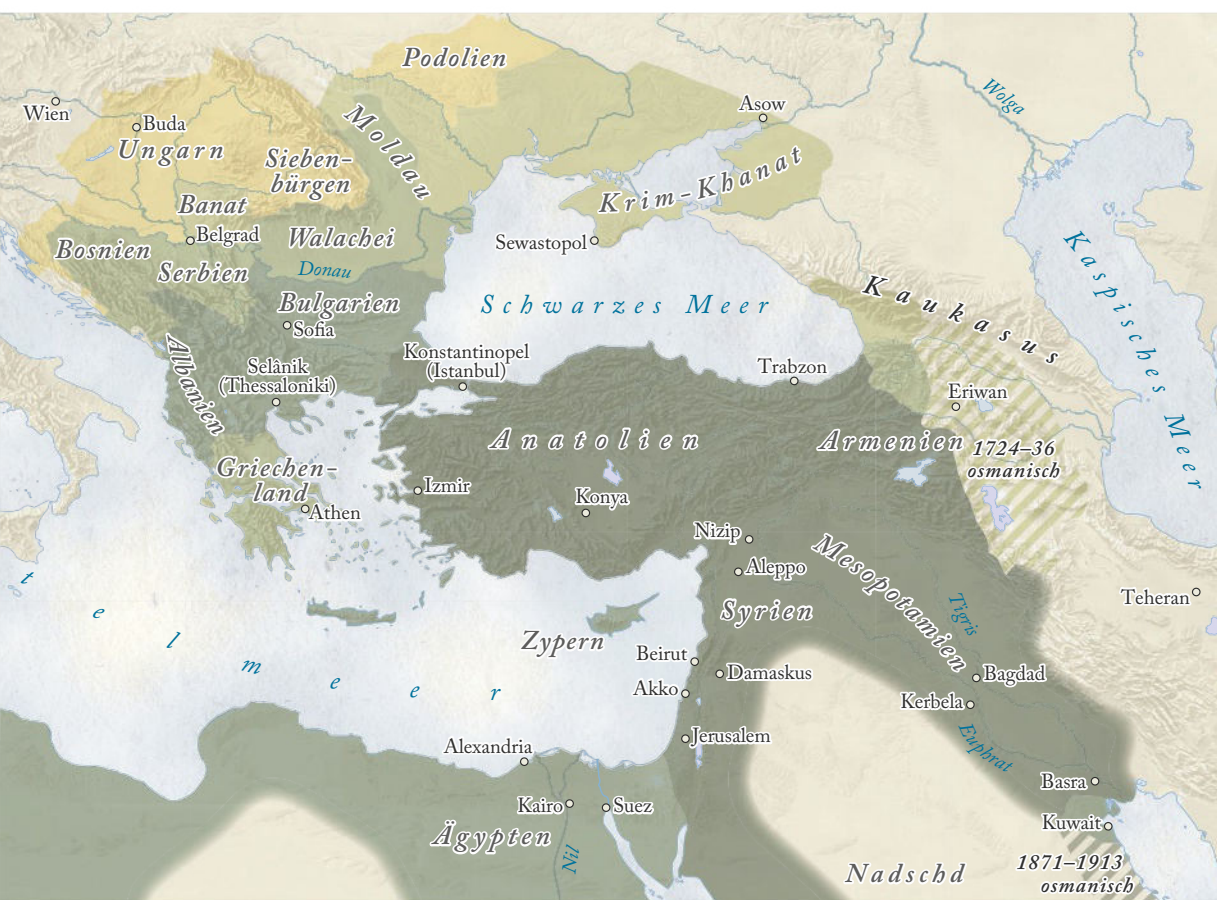 Podolien
Wolga
Asow
Wien
Buda
Moldau
Ungarn
Sieben-
bürgen
Krim-Khanat
Banat
Belgrad
Walachei
Sewastopol
Bosnien
Serbien
Donau
Kaspisches Meer
Bulgarien
Schwarzes Meer
Kaukasus
Sofia
Albanien
Konstantinopel
(Istanbul)
Selânik
(Thessaloniki)
Trabzon
Eriwan
Anatolien
Armenien
1724–36
osmanisch
Griechen-
land
Izmir
Konya
Athen
Nizip
Aleppo
Mesopotamien
Teheran
telmeer
Syrien
Tigris
Zypern
Beirut
Damaskus
Bagdad
Akko
Kerbela
Jerusalem
Euphrat
Alexandria
Basra
Kairo
Suez
Kuwait
Ägypten
Nil
Nadschd
1871–1913
osmanisch